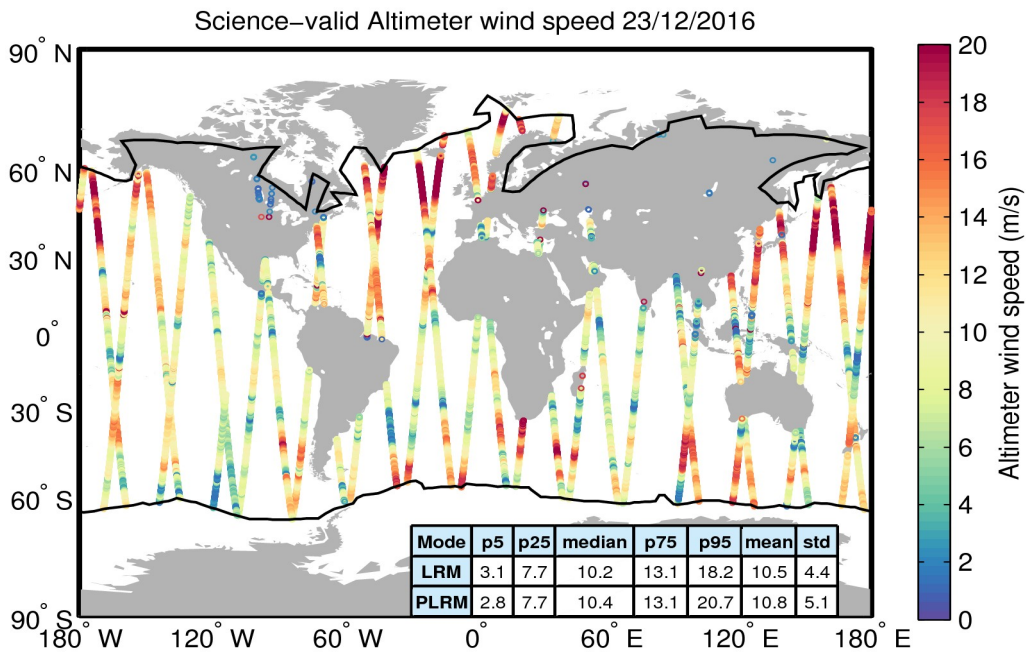 Science−valid Altimeter wind speed 23/12/2016
90° N
60° N
30° N
0°
30° S
60° S
90° S
180° W
120° W
60° W
0°
60° E
120° E
180° E
Mode p5 p25 median p75 p95 mean std
LRM 3.1 7.7 10.2 13.1 18.2 10.5 4.4
PLRM 2.8 7.7 10.4 13.1 20.7 10.8 5.1
20
18
16
14
12
10
8
6
4
2
0
Altimeter wind speed (m/s)